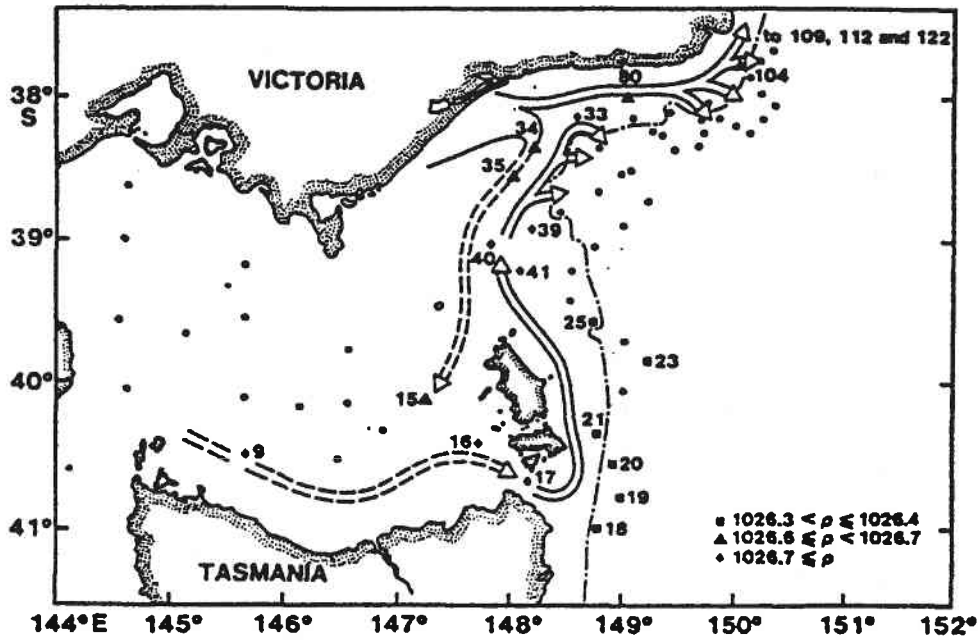 to 109, 112 and 122
VICTORIA
80
104
38°
S
34
33
35
39°
39
40
41
25
23
40°
15
21
9
16
20
17
19
18
41°
1026.3 < ρ ⩽ 1026.4
1026.6 ⩽ ρ < 1026.7
1026.7 ⩽ ρ
TASMANIA
144°E 145° 146° 147° 148° 149° 150° 151° 152°